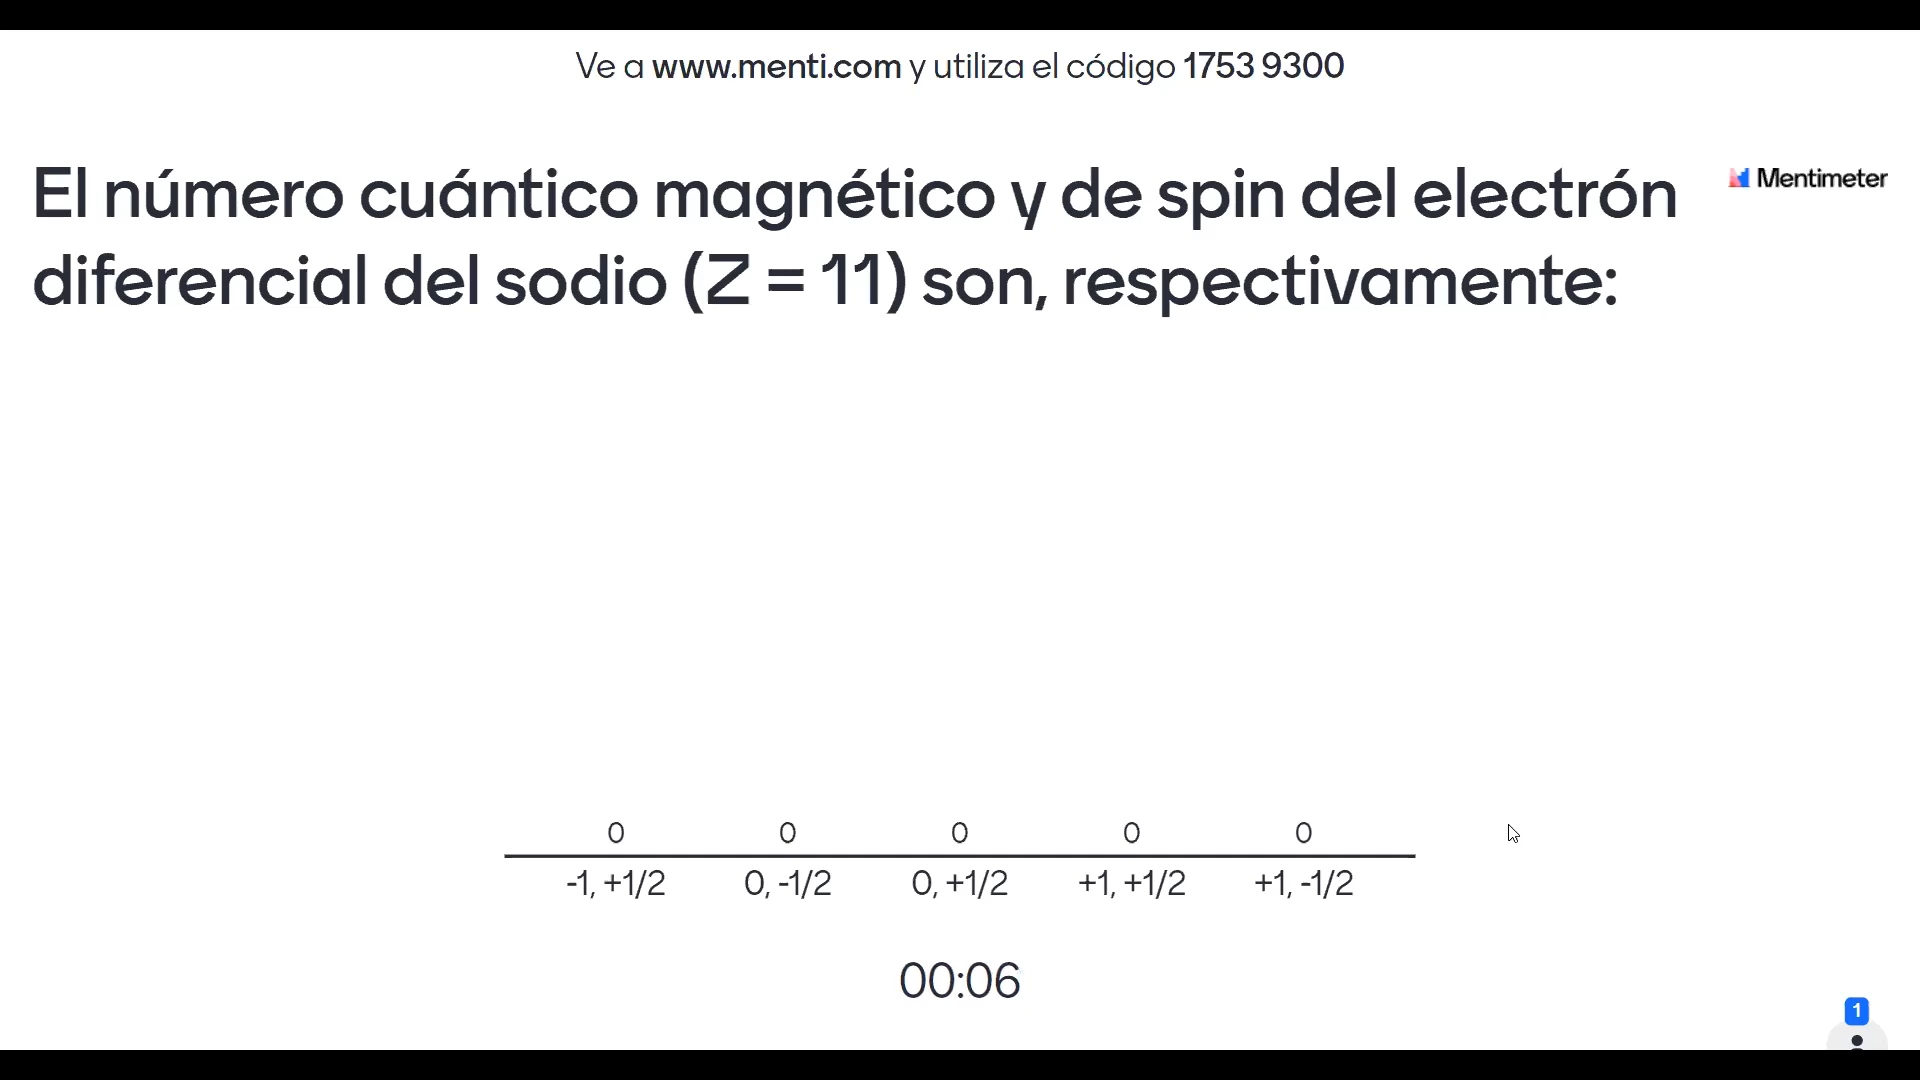 Ve a www.menti.com y utiliza el código 1753 9300
El número cuántico magnético y de spin del electrón
diferencial del sodio (Z = 11) son, respectivamente:
Mentimeter
0 0 0 0 0
-1, +1/2 0, -1/2 0, +1/2 +1, +1/2 +1, -1/2
00:06
1